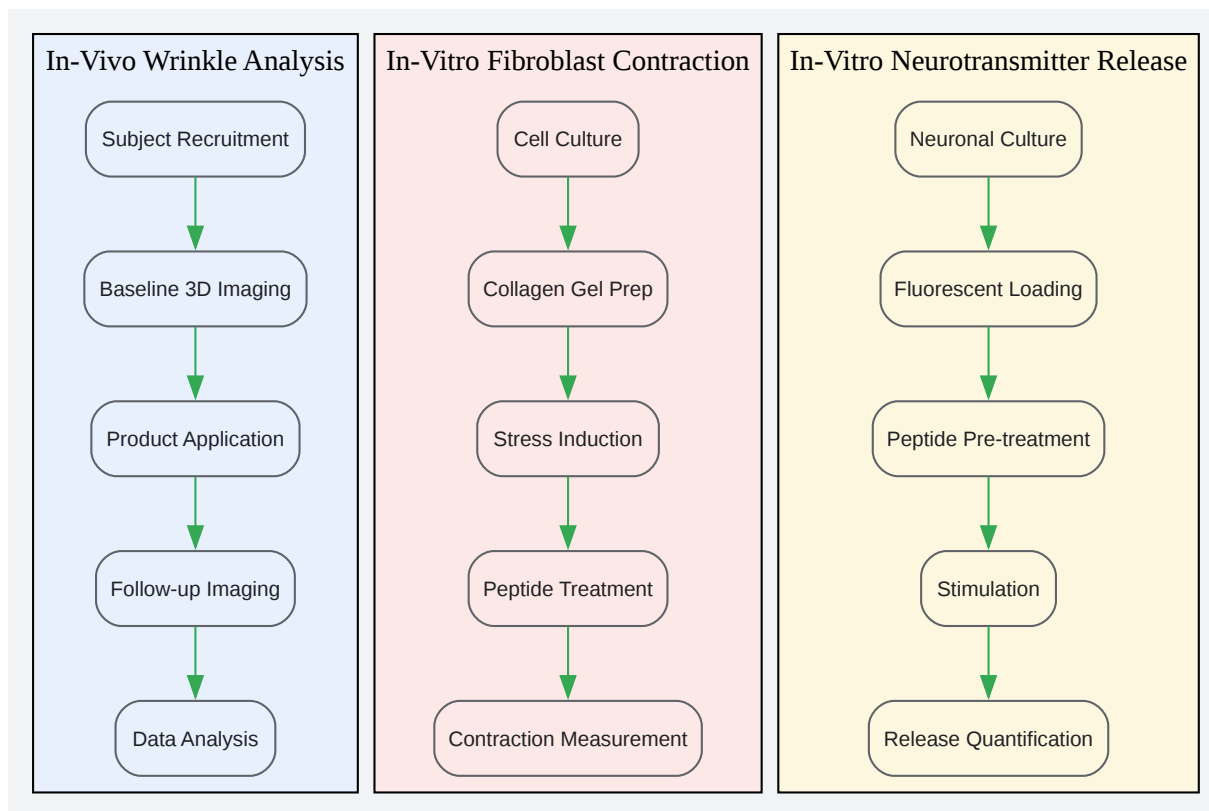 In-Vivo Wrinkle Analysis
Subject Recruitment
Baseline 3D Imaging
Product Application
Follow-up Imaging
Data Analysis
In-Vitro Fibroblast Contraction
Cell Culture
Collagen Gel Prep
Stress Induction
Peptide Treatment
Contraction Measurement
In-Vitro Neurotransmitter Release
Neuronal Culture
Fluorescent Loading
Peptide Pre-treatment
Stimulation
Release Quantification